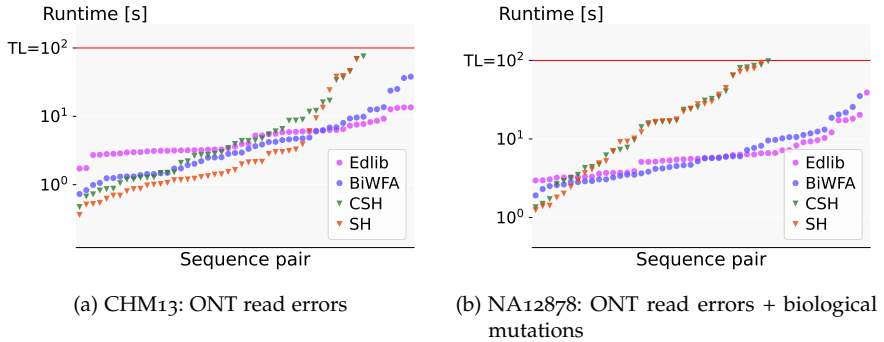 Runtime [s]
TL=10²
10¹
10⁰
Edlib
BiWFA
CSH
SH
Sequence pair
(a) CHM13: ONT read errors
Runtime [s]
TL=10²
10¹
10⁰
Edlib
BiWFA
CSH
SH
Sequence pair
(b) NA12878: ONT read errors + biological
mutations